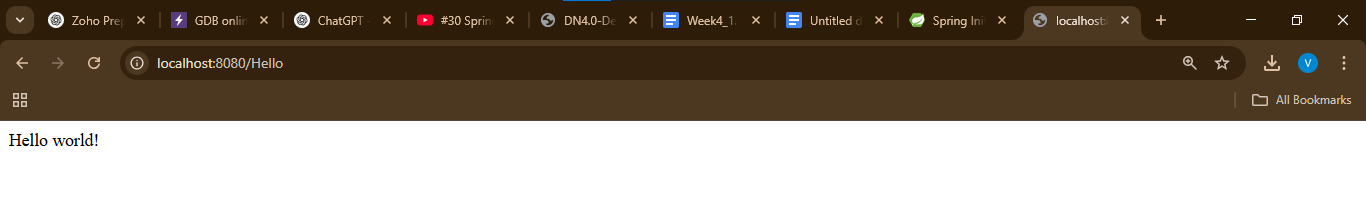 Zoho Prep
GDB onlin
ChatGPT -
#30 Sprin
DN4.0-De
Week4_1.
Untitled d
Spring Init
localhost:
localhost:8080/Hello
V
All Bookmarks
Hello world!